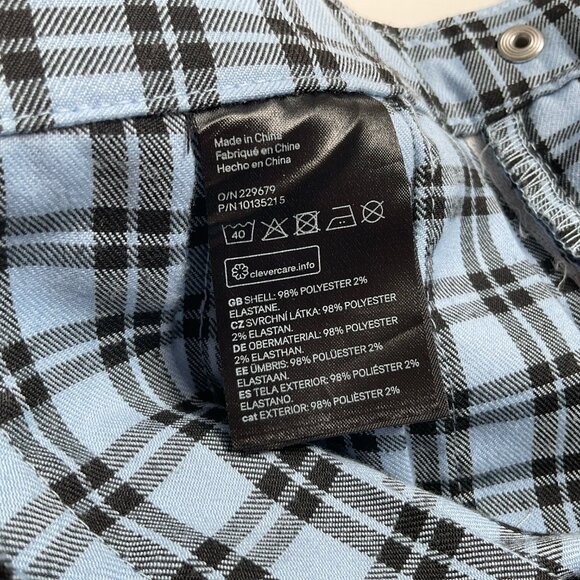 Made in China
Fabriqué en Chine
Hecho en China
O/N 229679
P/N 10135215
40
clevercare.info
GB SHELL: 98% POLYESTER 2%
ELASTANE.
CZ SVRCHNÍ LÁTKA: 98% POLYESTER
2% ELASTAN.
DE OBERMATERIAL: 98% POLYESTER
2% ELASTHAN.
EE ÜMBRIS: 98% POLÜESTER 2%
ELASTAAN.
ES TELA EXTERIOR: 98% POLIÉSTER 2%
ELASTANO.
cat EXTERIOR: 98% POLIÈSTER 2%